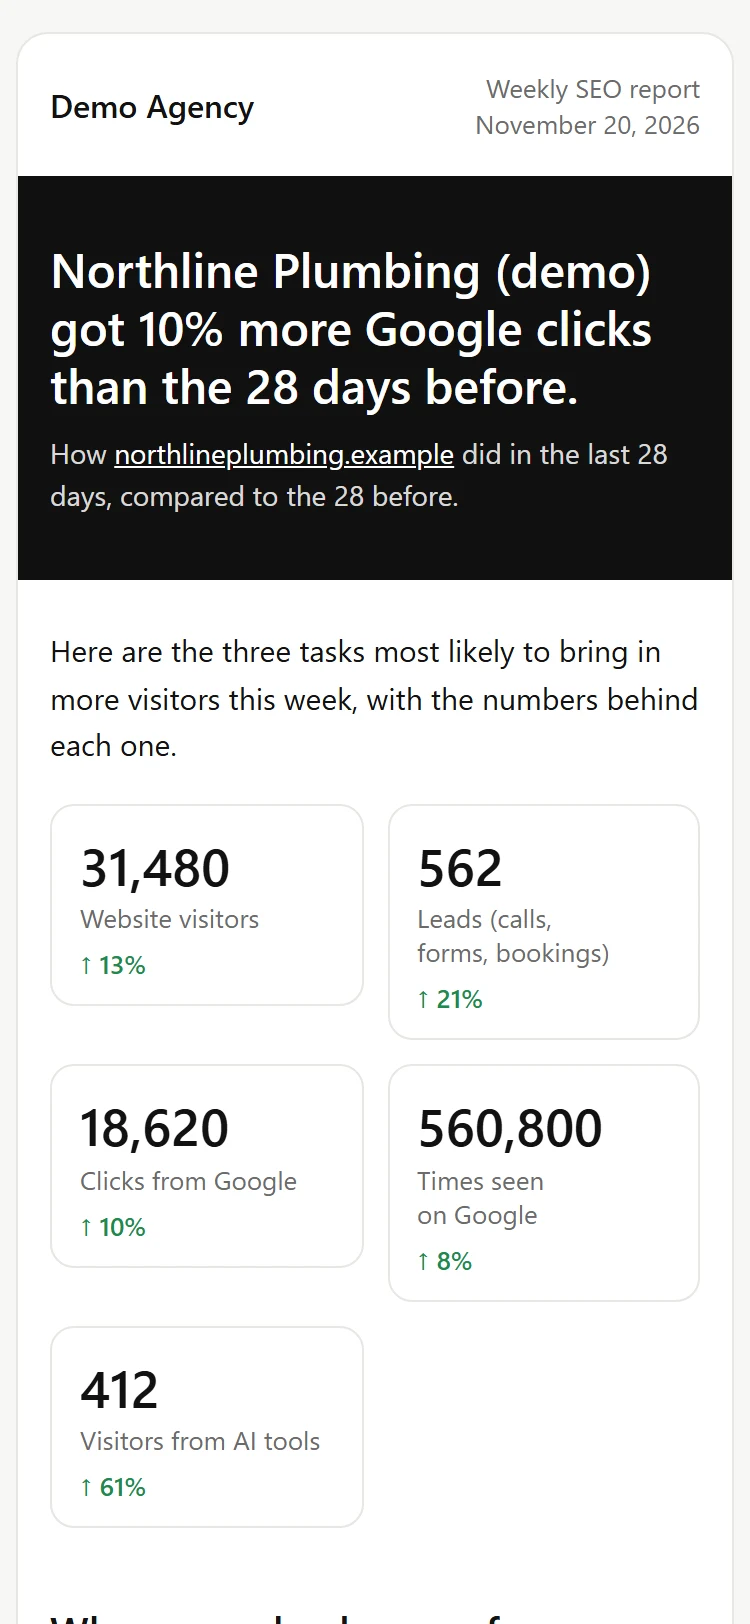 Demo Agency
Weekly SEO report
November 20, 2026
Northline Plumbing (demo)
got 10% more Google clicks
than the 28 days before.
How northlineplumbing.example did in the last 28
days, compared to the 28 before.
Here are the three tasks most likely to bring in
more visitors this week, with the numbers behind
each one.
31,480
Website visitors
↑ 13%
562
Leads (calls,
forms, bookings)
↑ 21%
18,620
Clicks from Google
↑ 10%
560,800
Times seen
on Google
↑ 8%
412
Visitors from AI tools
↑ 61%